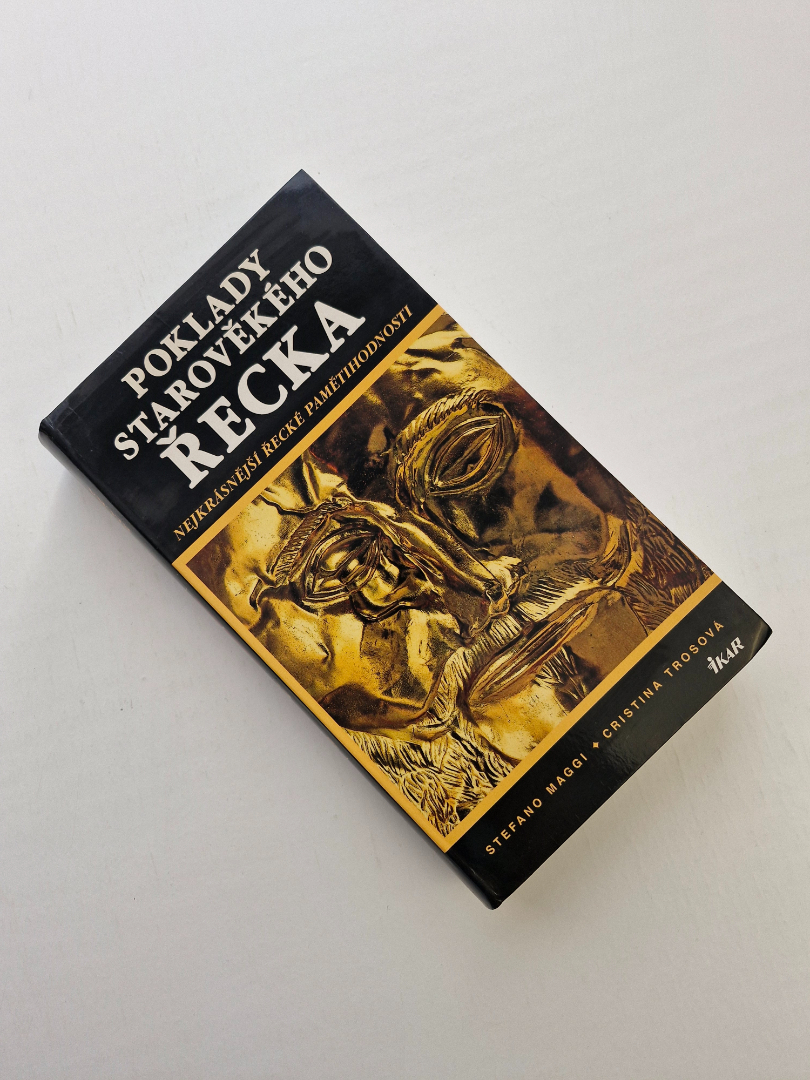 POKLADY
STAROVĚKÉHO
ŘECKA
NEJKRÁSNĚJŠÍ ŘECKÉ PAMĚTIHODNOSTI
STEFANO MAGGI ✦ CRISTINA TROSOVÁ
IKAR